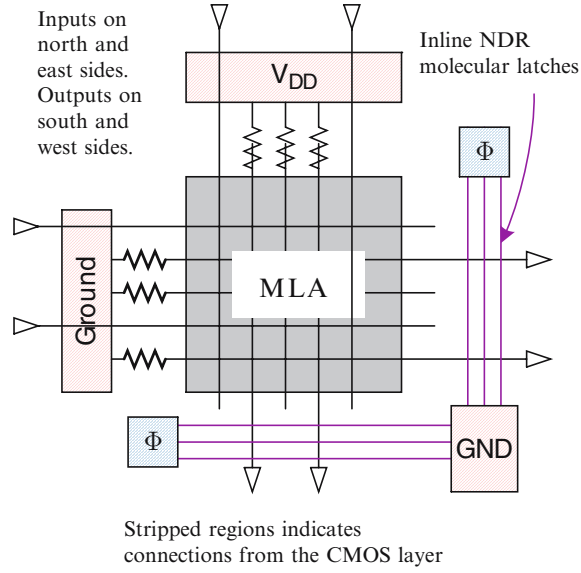 Inputs on
north and
east sides.
Outputs on
south and
west sides.
V_DD
Inline NDR
molecular latches
Φ
Ground
MLA
Φ
GND
Stripped regions indicates
connections from the CMOS layer